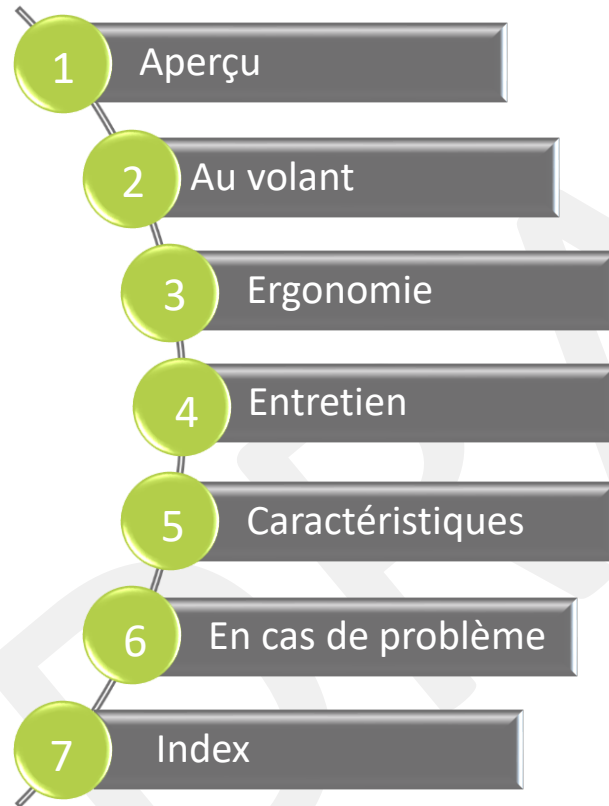 1 Aperçu
2 Au volant
3 Ergonomie
4 Entretien
5 Caractéristiques
6 En cas de problème
7 Index